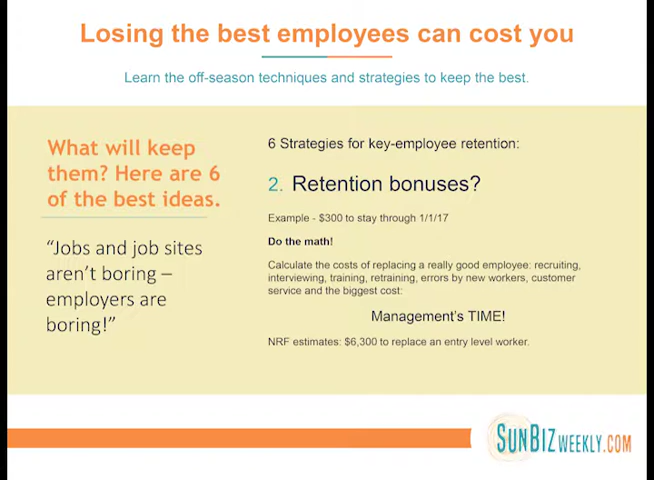 Losing the best employees can cost you
Learn the off-season techniques and strategies to keep the best.
What will keep
them? Here are 6
of the best ideas.
“Jobs and job sites
aren’t boring –
employers are
boring!”
6 Strategies for key-employee retention:
2. Retention bonuses?
Example - $300 to stay through 1/1/17
Do the math!
Calculate the costs of replacing a really good employee: recruiting,
interviewing, training, retraining, errors by new workers, customer
service and the biggest cost:
Management’s TIME!
NRF estimates: $6,300 to replace an entry level worker.
SUNBIZWEEKLY.COM